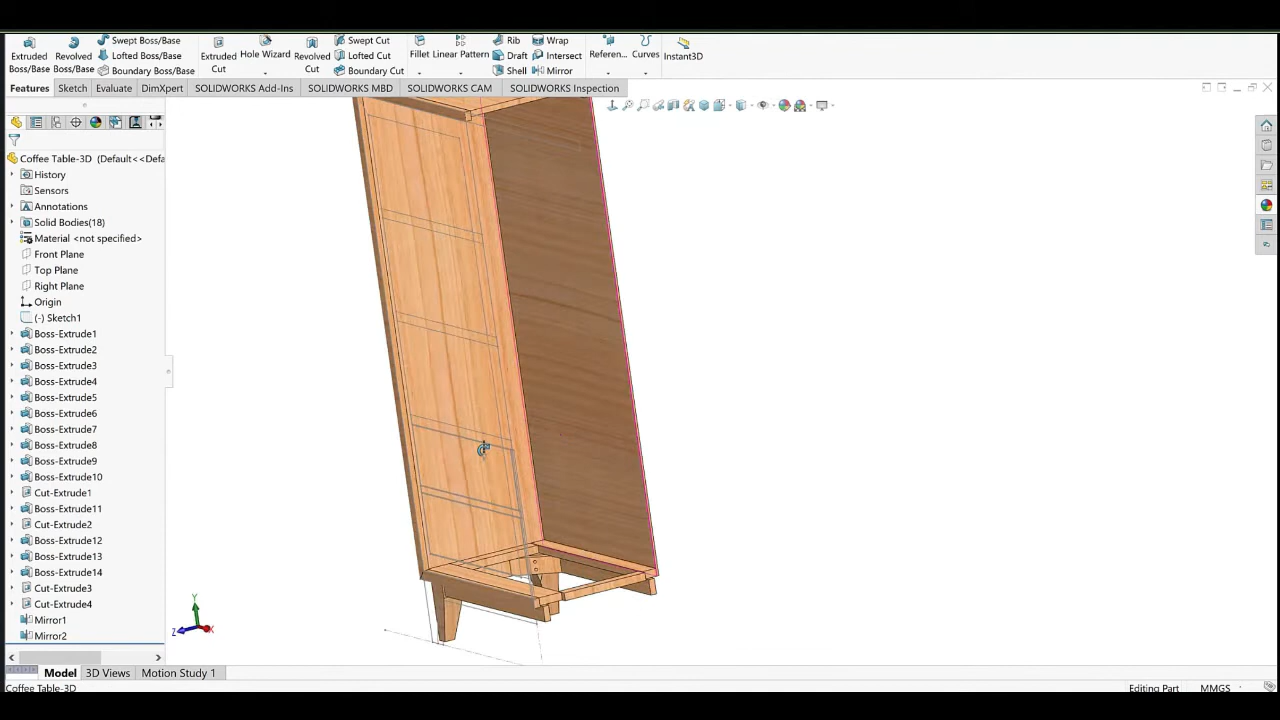 Extruded Boss/Base
Revolved Boss/Base
Swept Boss/Base
Lofted Boss/Base
Boundary Boss/Base
Extruded Cut
Hole Wizard
Revolved Cut
Swept Cut
Lofted Cut
Boundary Cut
Fillet
Linear Pattern
Rib
Draft
Shell
Wrap
Intersect
Mirror
Referen...
Curves
Instant3D
Features
Sketch
Evaluate
DimXpert
SOLIDWORKS Add-Ins
SOLIDWORKS MBD
SOLIDWORKS CAM
SOLIDWORKS Inspection
Coffee Table-3D (Default<<Defa
History
Sensors
Annotations
Solid Bodies(18)
Material <not specified>
Front Plane
Top Plane
Right Plane
Origin
(-) Sketch1
Boss-Extrude1
Boss-Extrude2
Boss-Extrude3
Boss-Extrude4
Boss-Extrude5
Boss-Extrude6
Boss-Extrude7
Boss-Extrude8
Boss-Extrude9
Boss-Extrude10
Cut-Extrude1
Boss-Extrude11
Cut-Extrude2
Boss-Extrude12
Boss-Extrude13
Boss-Extrude14
Cut-Extrude3
Cut-Extrude4
Mirror1
Mirror2
Y
Z
X
Model
3D Views
Motion Study 1
Coffee Table-3D
Editing Part
MMGS